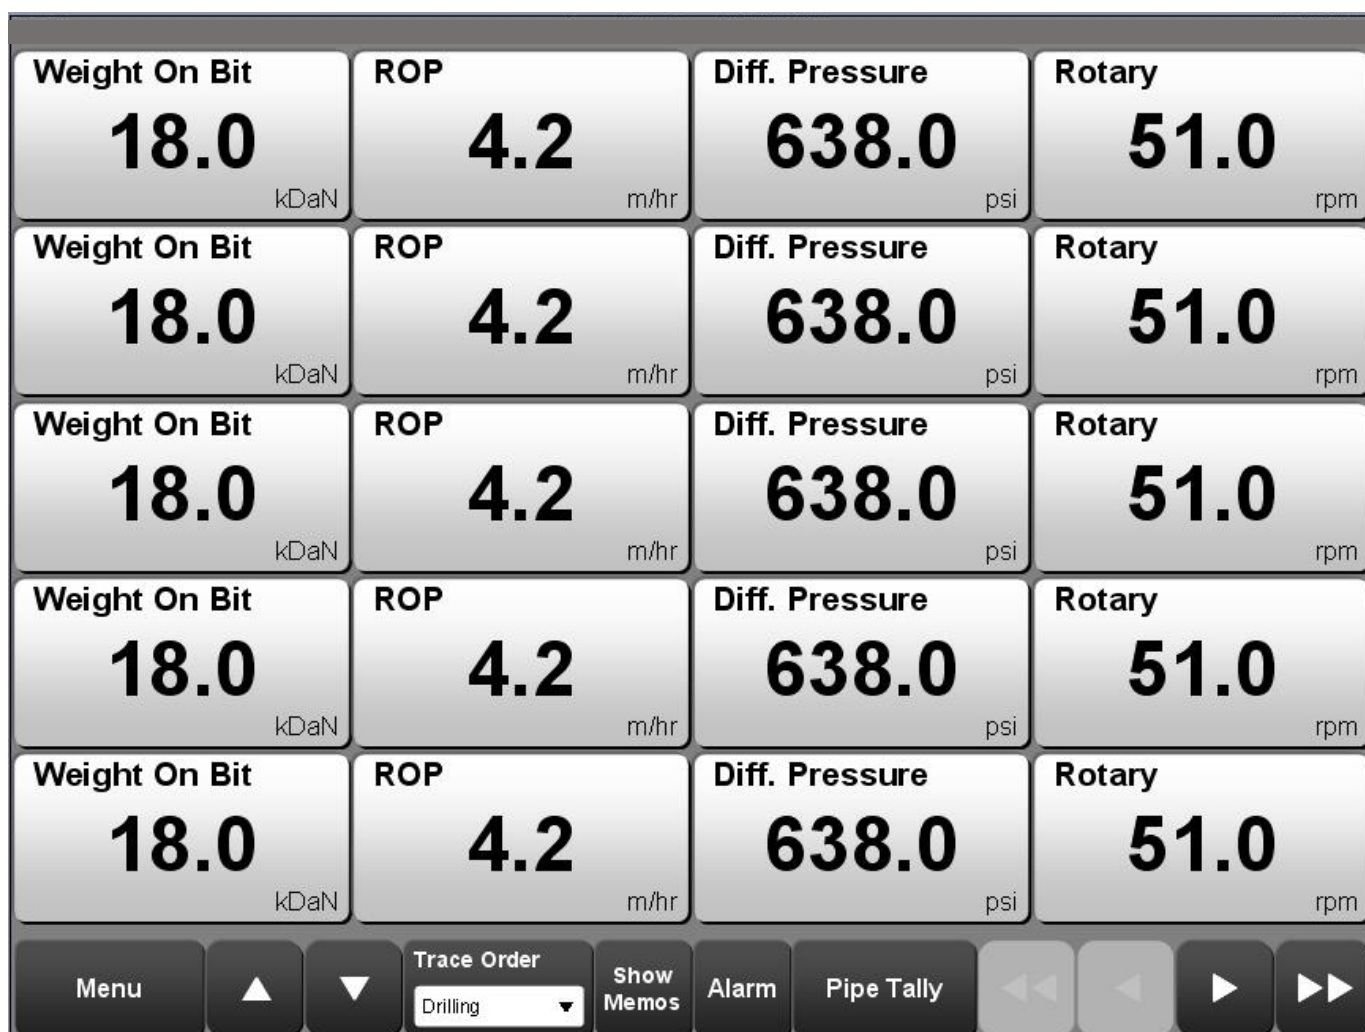 Weight On Bit ROP Diff. Pressure Rotary
18.0 4.2 638.0 51.0
kDaN m/hr psi rpm
Weight On Bit ROP Diff. Pressure Rotary
18.0 4.2 638.0 51.0
kDaN m/hr psi rpm
Weight On Bit ROP Diff. Pressure Rotary
18.0 4.2 638.0 51.0
kDaN m/hr psi rpm
Weight On Bit ROP Diff. Pressure Rotary
18.0 4.2 638.0 51.0
kDaN m/hr psi rpm
Weight On Bit ROP Diff. Pressure Rotary
18.0 4.2 638.0 51.0
kDaN m/hr psi rpm
Menu
Trace Order
Drilling
Show
Memos
Alarm
Pipe Tally